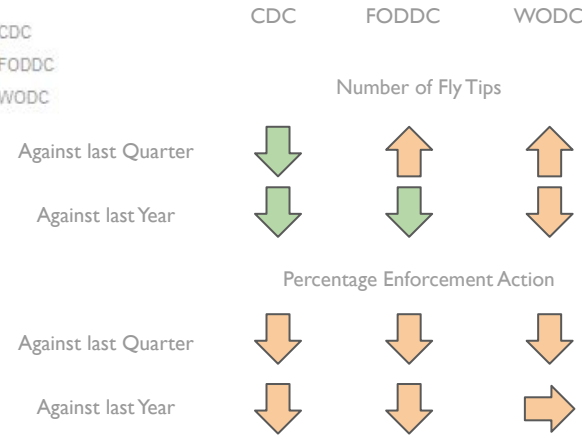 CDC FODDC WODC
CDC
FODDC
WODC
Number of Fly Tips
Against last Quarter
Against last Year
Percentage Enforcement Action
Against last Quarter
Against last Year